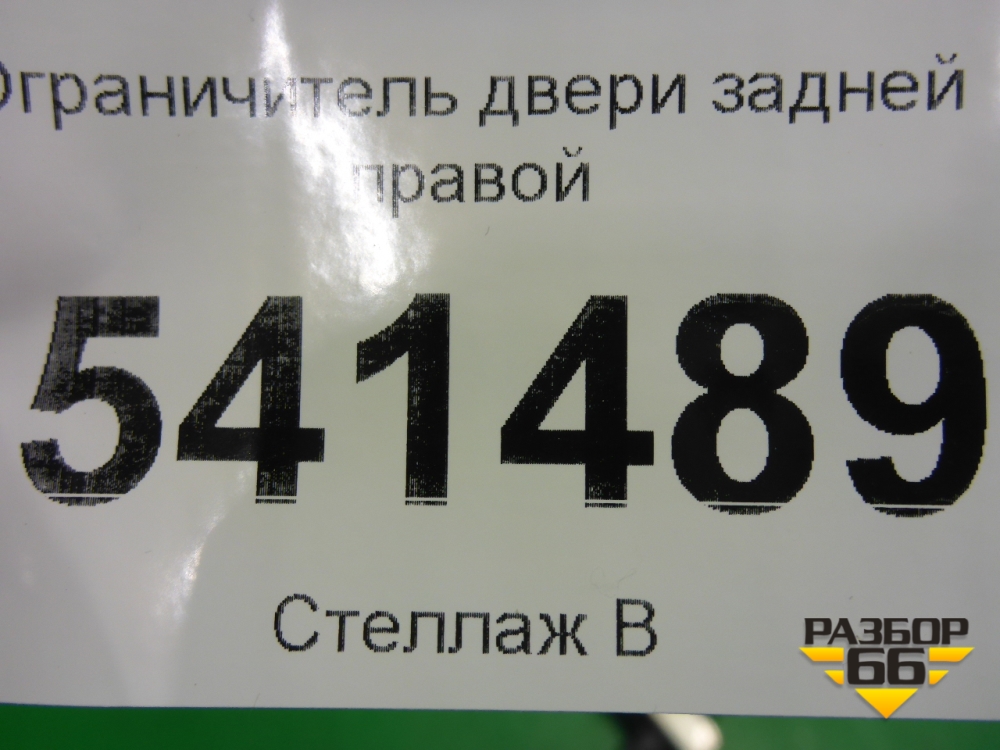 Ограничитель двери задней
правой
541489
Стеллаж В
РАЗБОР
66